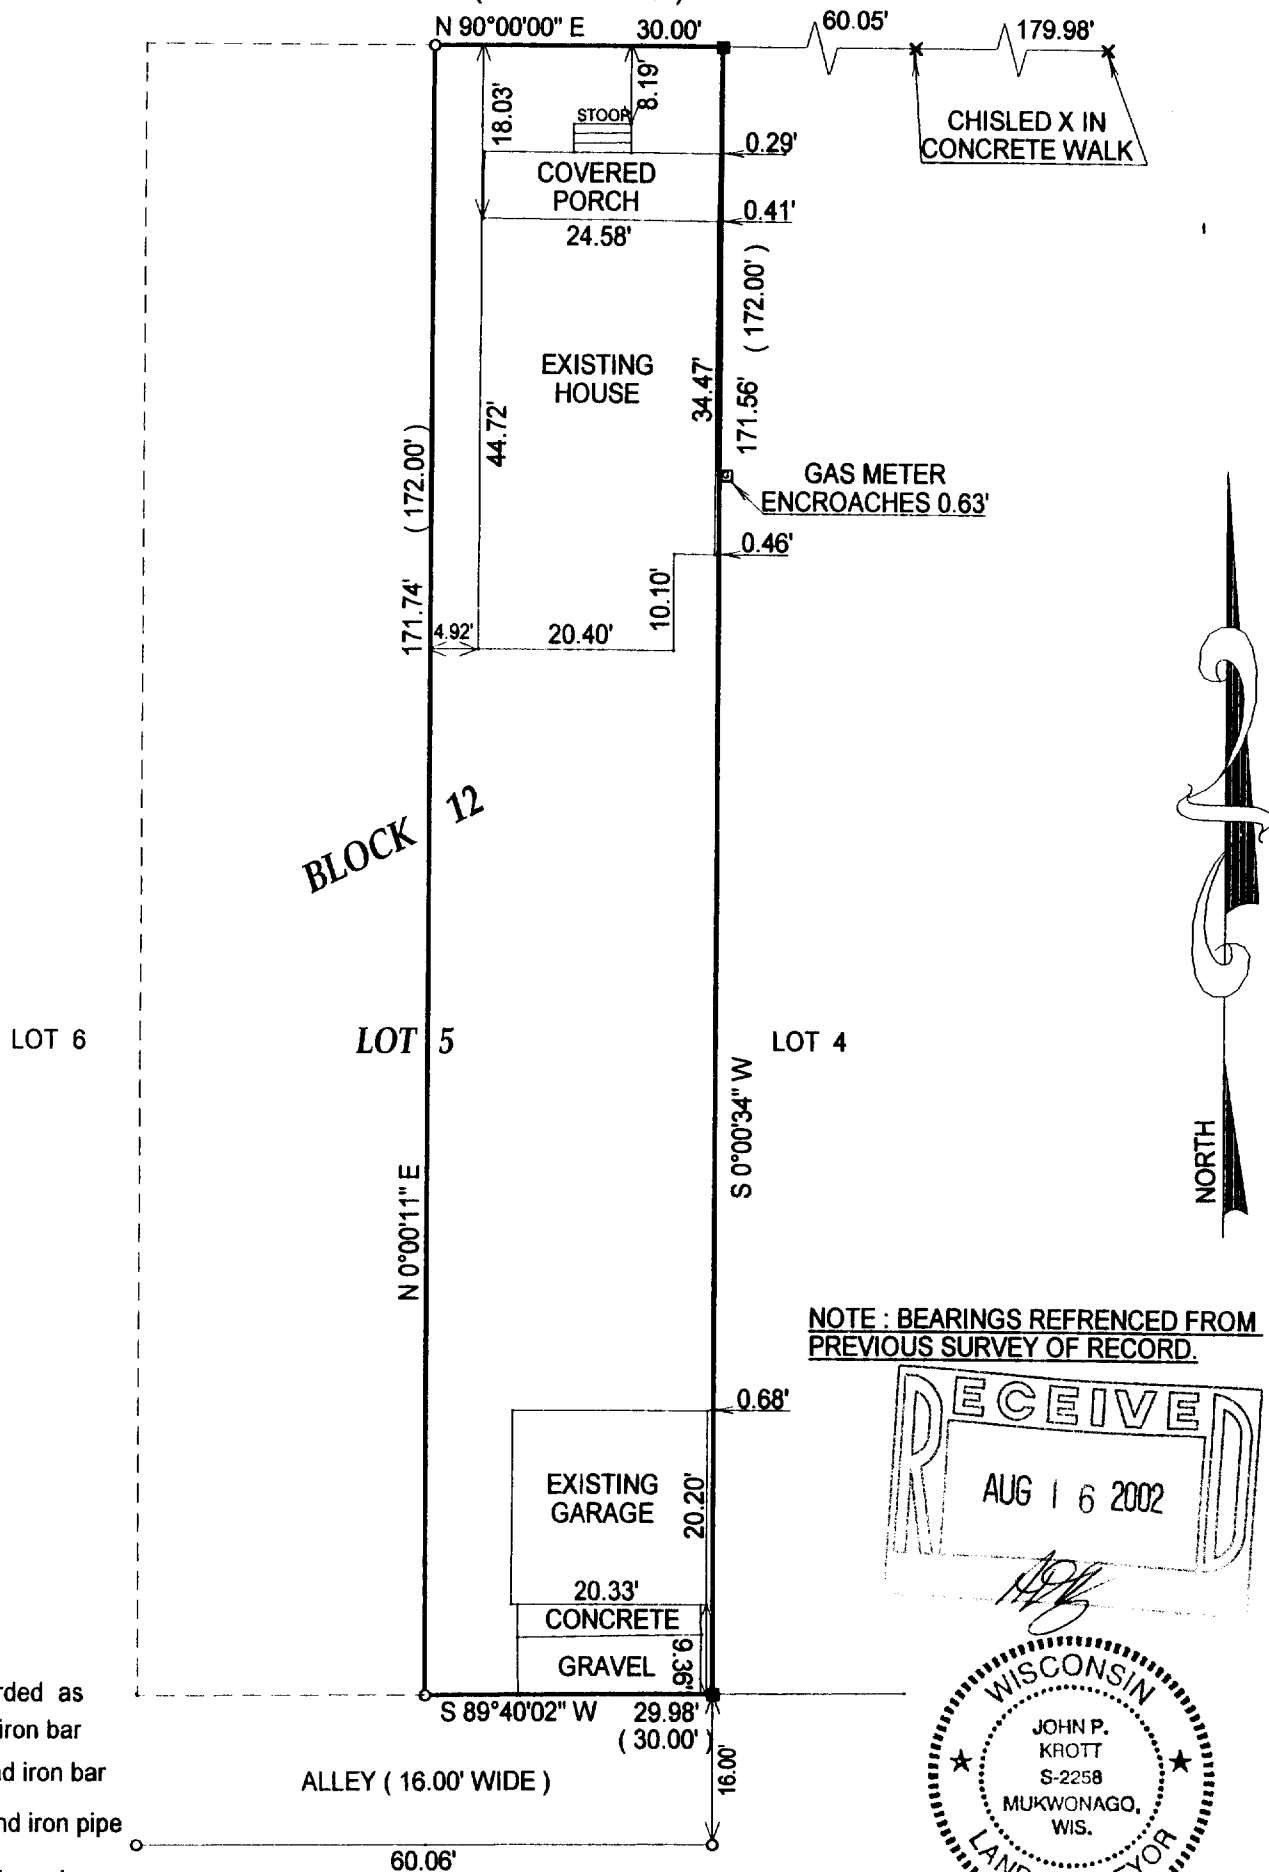 N 90°00'00" E 30.00'
60.05'
179.98'
CHISLED X IN
CONCRETE WALK
18.03'
8.19'
STOOP
0.29'
COVERED
PORCH
0.41'
24.58'
( 172.00' )
171.56'
34.47'
EXISTING
HOUSE
44.72'
( 172.00' )
171.74'
GAS METER
ENCROACHES 0.63'
G
0.46'
10.10'
4.92'
20.40'
BLOCK 12
LOT 6
LOT 5
LOT 4
N 0°00'11" E
S 0°00'34" W
NORTH
NOTE : BEARINGS REFRENCED FROM
PREVIOUS SURVEY OF RECORD.
RECEIVED
AUG 16 2002
0.68'
EXISTING
GARAGE
20.20'
20.33'
CONCRETE
GRAVEL
9.36'
S 89°40'02" W 29.98'
( 30.00' )
16.00'
ALLEY ( 16.00' WIDE )
60.06'
as
iron bar
iron bar
iron pipe
WISCONSIN
JOHN P.
KROTT
S-2258
MUKWONAGO,
WIS.